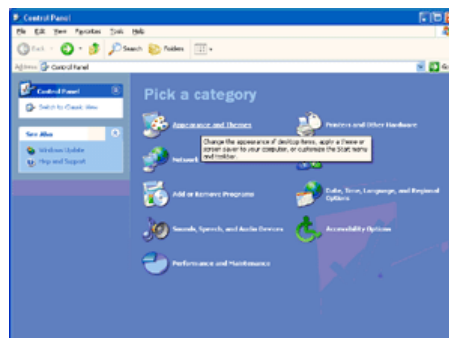 Control Panel
File Edit View Favorites Tools Help
Back Search Folders
Address Control Panel Go
Control Panel
Switch to Classic View
See Also
Windows Update
Help and Support
Pick a category
Appearance and Themes
Printers and Other Hardware
Change the appearance of desktop items, apply a theme or
screen saver to your computer, or customize the Start menu
and taskbar.
Network
Add or Remove Programs
Date, Time, Language, and Regional
Options
Sounds, Speech, and Audio Devices
Accessibility Options
Performance and Maintenance